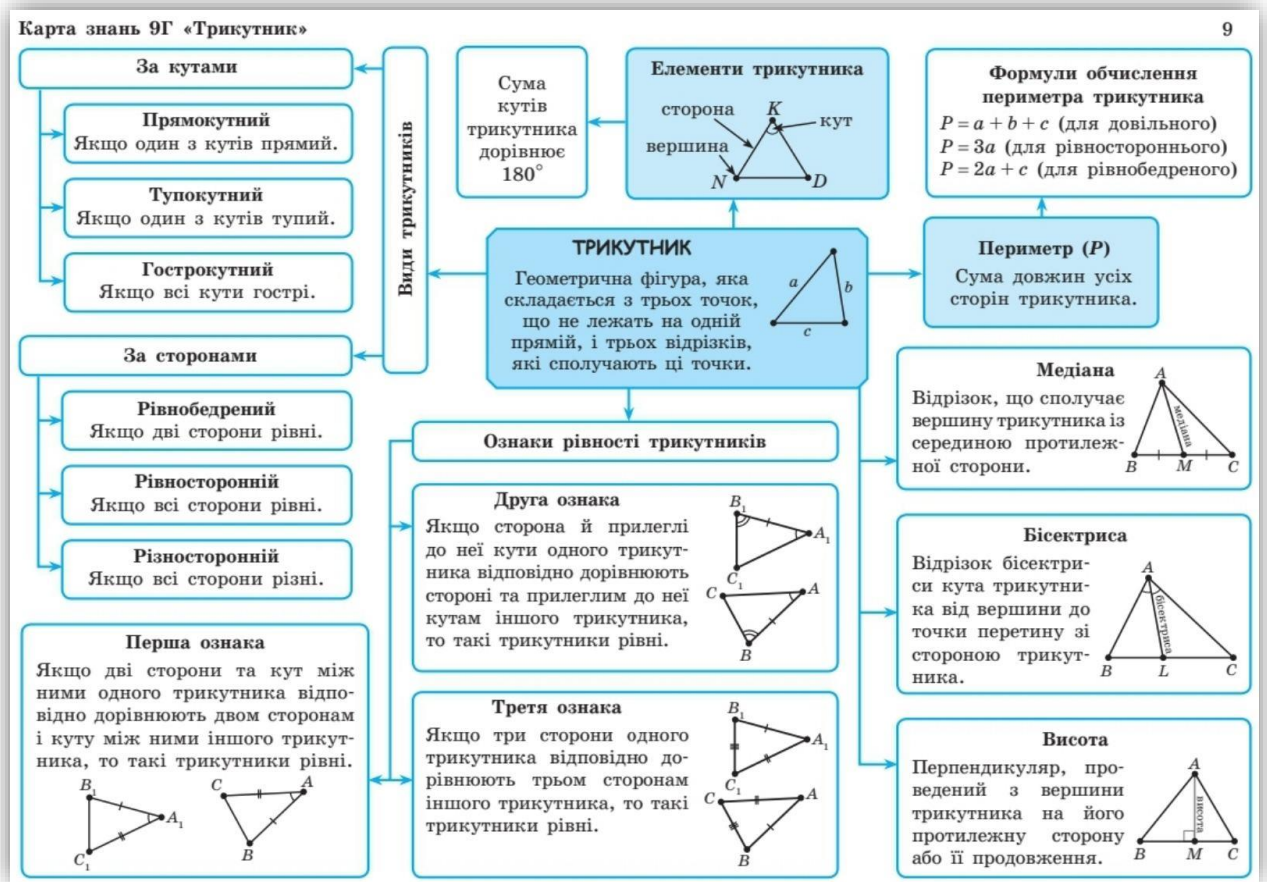 Карта знань 9Г «Трикутник»
9
За кутами
Прямокутний
Якщо один з кутів прямий.
Тупокутний
Якщо один з кутів тупий.
Гострокутний
Якщо всі кути гострі.
За сторонами
Рівнобедрений
Якщо дві сторони рівні.
Рівносторонній
Якщо всі сторони рівні.
Різносторонній
Якщо всі сторони різні.
Види трикутників
Сума
кутів
трикутника
дорівнює
180°
Елементи трикутника
сторона
K
кут
вершина
N
D
Формули обчислення
периметра трикутника
P = a + b + c (для довільного)
P = 3a (для рівностороннього)
P = 2a + c (для рівнобедреного)
ТРИКУТНИК
Геометрична фігура, яка
складається з трьох точок,
що не лежать на одній
прямій, і трьох відрізків,
які сполучають ці точки.
a
b
c
Периметр (P)
Сума довжин усіх
сторін трикутника.
Ознаки рівності трикутників
Перша ознака
Якщо дві сторони та кут між
ними одного трикутника відпо-
відно дорівнюють двом сторонам
і куту між ними іншого трикут-
ника, то такі трикутники рівні.
B₁
A₁
C₁
C
A
B
Друга ознака
Якщо сторона й прилеглі
до неї кути одного трикут-
ника відповідно дорівнюють
стороні та прилеглим до неї
кутам іншого трикутника,
то такі трикутники рівні.
B₁
A₁
C₁
C
A
B
Третя ознака
Якщо три сторони одного
трикутника відповідно до-
рівнюють трьом сторонам
іншого трикутника, то такі
трикутники рівні.
B₁
A₁
C₁
C
A
B
Медіана
Відрізок, що сполучає
вершину трикутника із
серединою протилеж-
ної сторони.
A
медіана
B M C
Бісектриса
Відрізок бісектри-
си кута трикутни-
ка від вершини до
точки перетину зі
стороною трикут-
ника.
A
бісектриса
B L C
Висота
Перпендикуляр, про-
ведений з вершини
трикутника на його
протилежну сторону
або її продовження.
A
висота
B M C